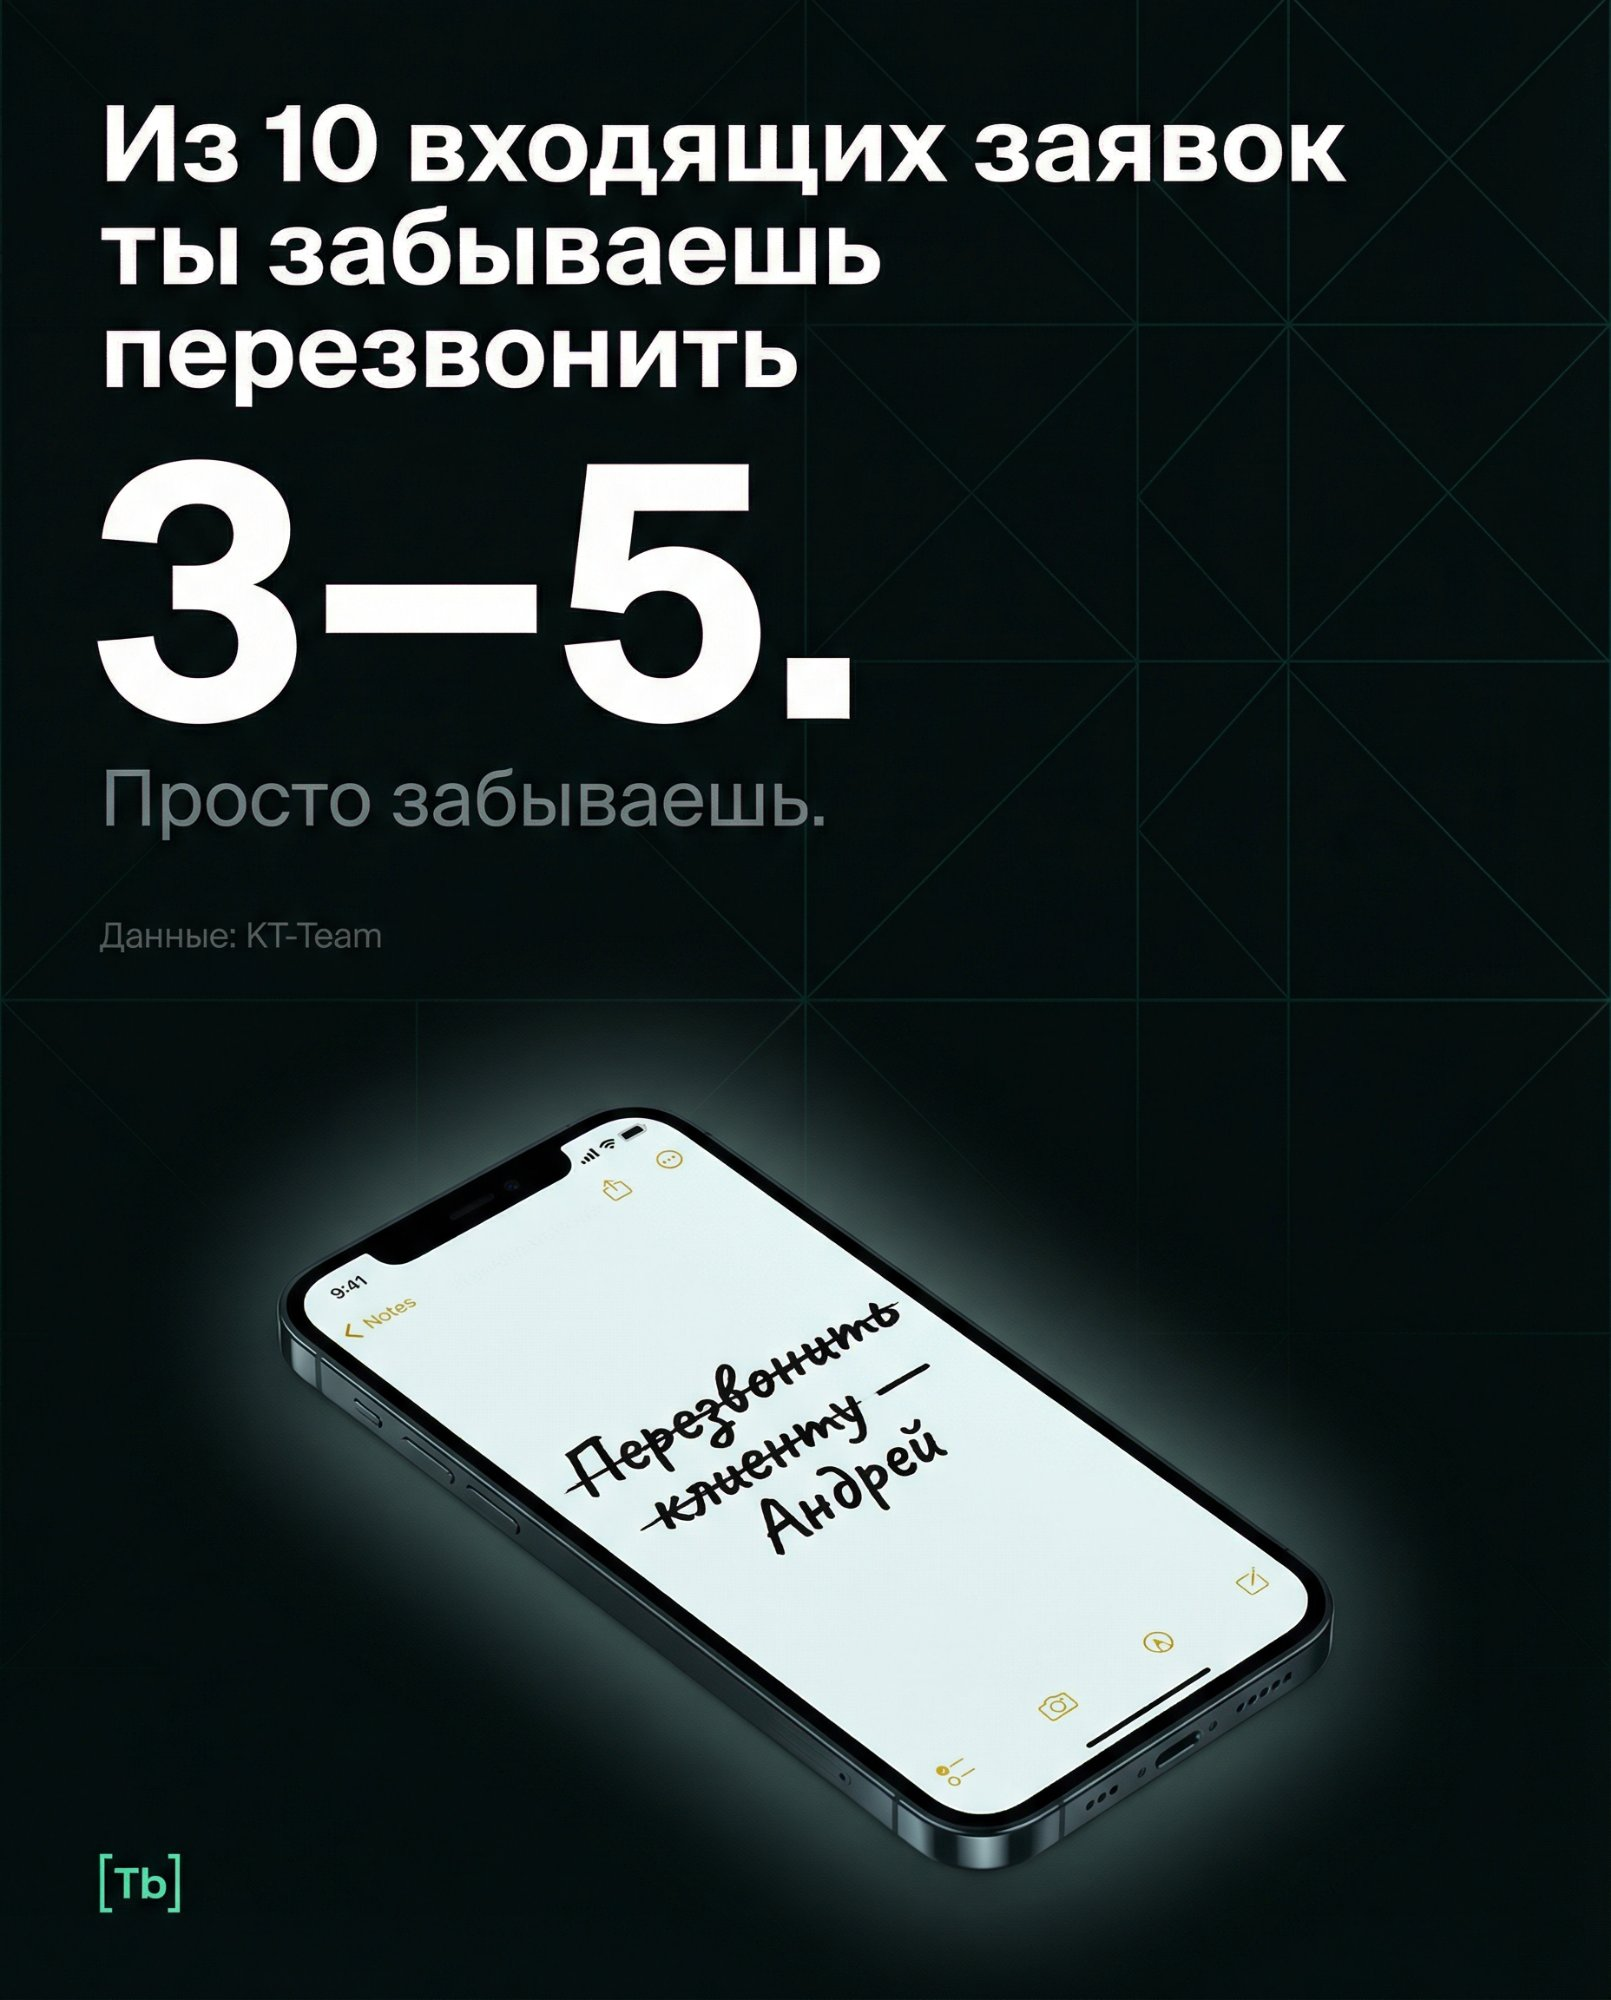 Из 10 входящих заявок
ты забываешь
перезвонить
3—5.
Просто забываешь.
Данные: KT-Team
9:41
Notes
Перезвонить
клиенту —
Андрей
[Tb]